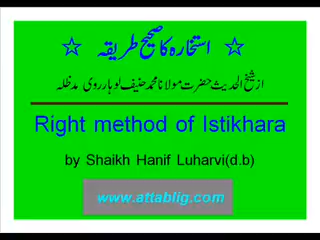 ☆ استخارہ کا صحیح طریقہ ☆
از شیخ الحدیث حضرت مولانا محمد حنیف لوہاروی مدظلہ
Right method of Istikhara
by Shaikh Hanif Luharvi(d.b)
www.attablig.com